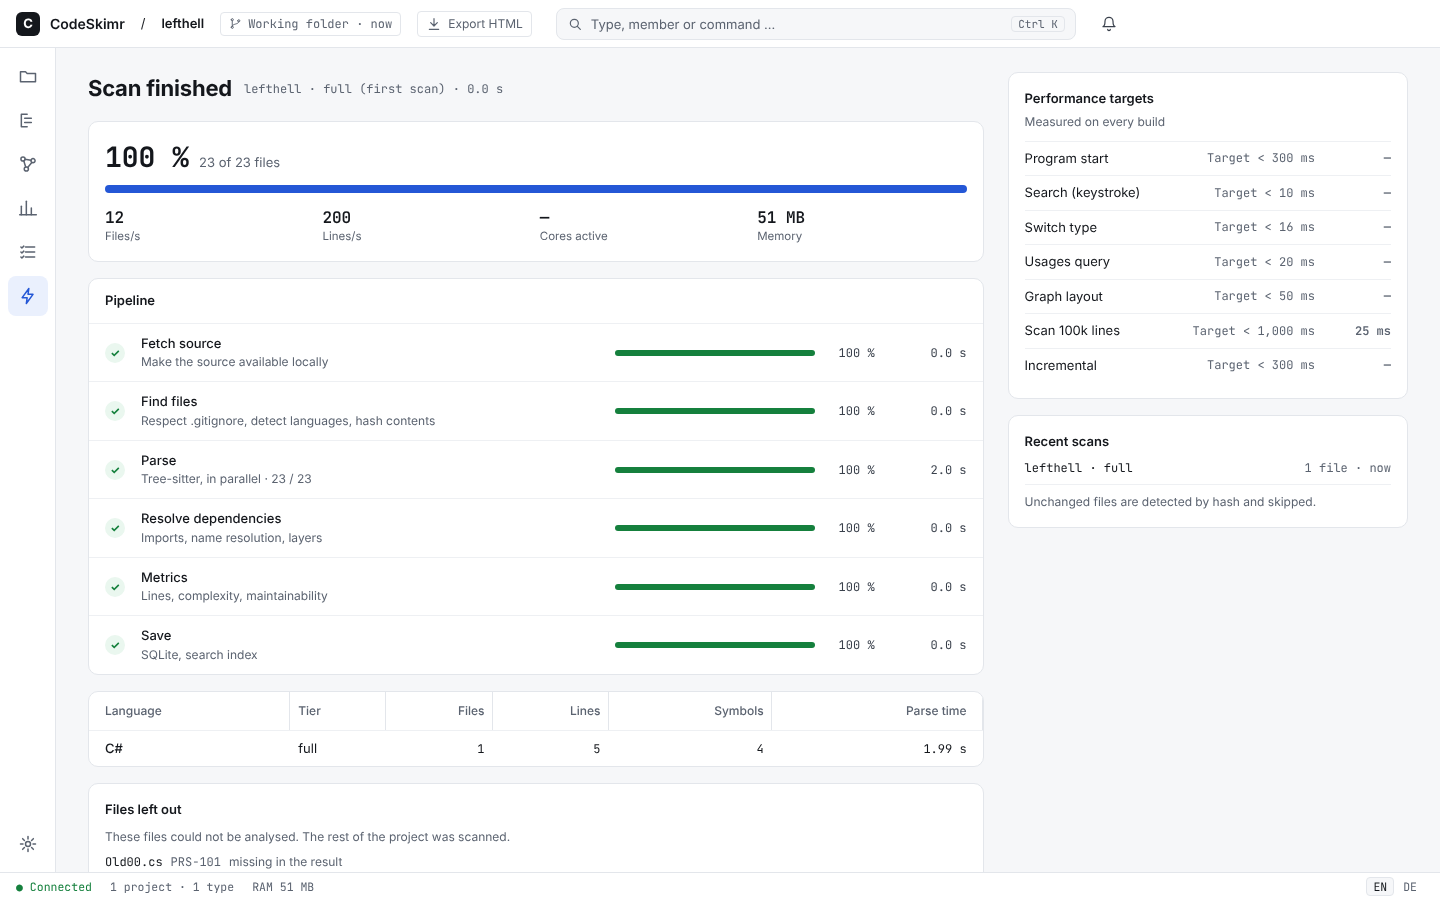 C CodeSkimr / lefthell Working folder · now Export HTML Type, member or command ... Ctrl K
Scan finished lefthell · full (first scan) · 0.0 s
100 % 23 of 23 files
12 200 — 51 MB
Files/s Lines/s Cores active Memory
Pipeline
Fetch source
Make the source available locally
100 % 0.0 s
Find files
Respect .gitignore, detect languages, hash contents
100 % 0.0 s
Parse
Tree-sitter, in parallel · 23 / 23
100 % 2.0 s
Resolve dependencies
Imports, name resolution, layers
100 % 0.0 s
Metrics
Lines, complexity, maintainability
100 % 0.0 s
Save
SQLite, search index
100 % 0.0 s
Language Tier Files Lines Symbols Parse time
C# full 1 5 4 1.99 s
Files left out
These files could not be analysed. The rest of the project was scanned.
Old00.cs PRS-101 missing in the result
Performance targets
Measured on every build
Program start Target < 300 ms —
Search (keystroke) Target < 10 ms —
Switch type Target < 16 ms —
Usages query Target < 20 ms —
Graph layout Target < 50 ms —
Scan 100k lines Target < 1,000 ms 25 ms
Incremental Target < 300 ms —
Recent scans
lefthell · full 1 file · now
Unchanged files are detected by hash and skipped.
Connected 1 project · 1 type RAM 51 MB EN DE